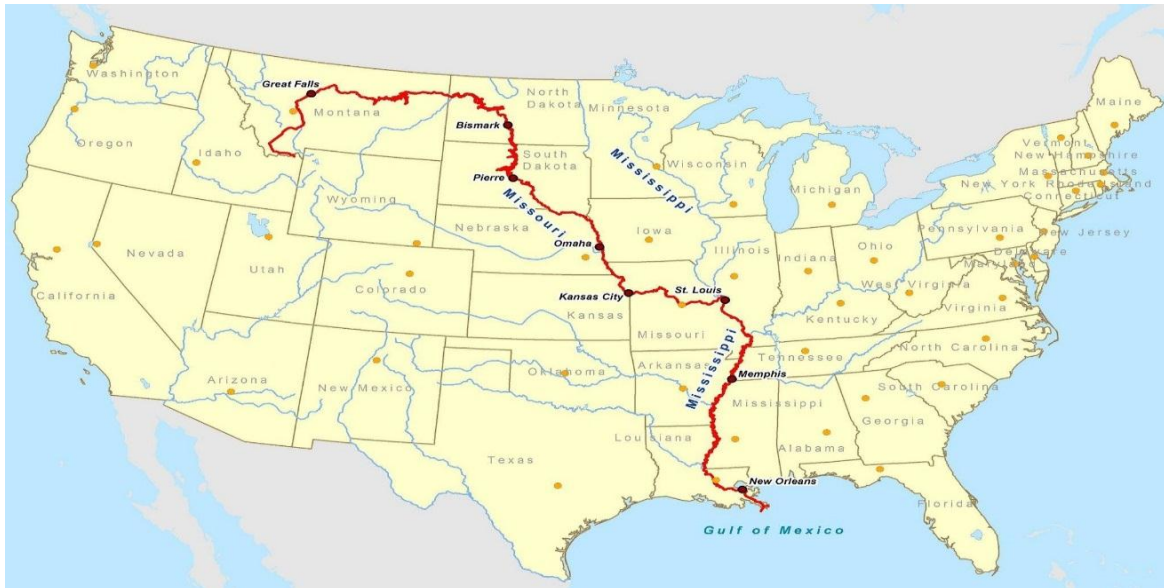 Washington
Great Falls
Montana
North
Dakota
Minnesota
Maine
Bismark
Oregon
Idaho
South
Dakota
Mississippi
Wisconsin
Michigan
Vermont
New Hampshire
Massachusetts
New York
Rhode Island
Connecticut
Pierre
Wyoming
Missouri
Nebraska
Iowa
Omaha
Illinois
Indiana
Ohio
Pennsylvania
New Jersey
Delaware
Maryland
Nevada
Utah
Colorado
California
Kansas City
Kansas
St. Louis
Missouri
West Virginia
Virginia
Kentucky
Mississippi
Tennessee
North Carolina
Arizona
New Mexico
Oklahoma
Arkansas
Memphis
South Carolina
Mississippi
Alabama
Georgia
Louisiana
Texas
New Orleans
Florida
Gulf of Mexico